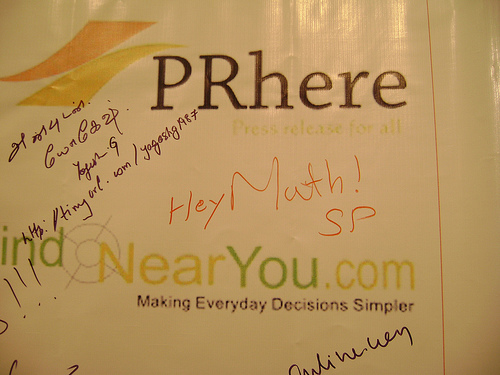 PRhere
Press release for all
Yogesh.G
http://tinyurl.com/yogeshg1987
Hey Math!
SP
ind NearYou.com
Making Everyday Decisions Simpler
!!!